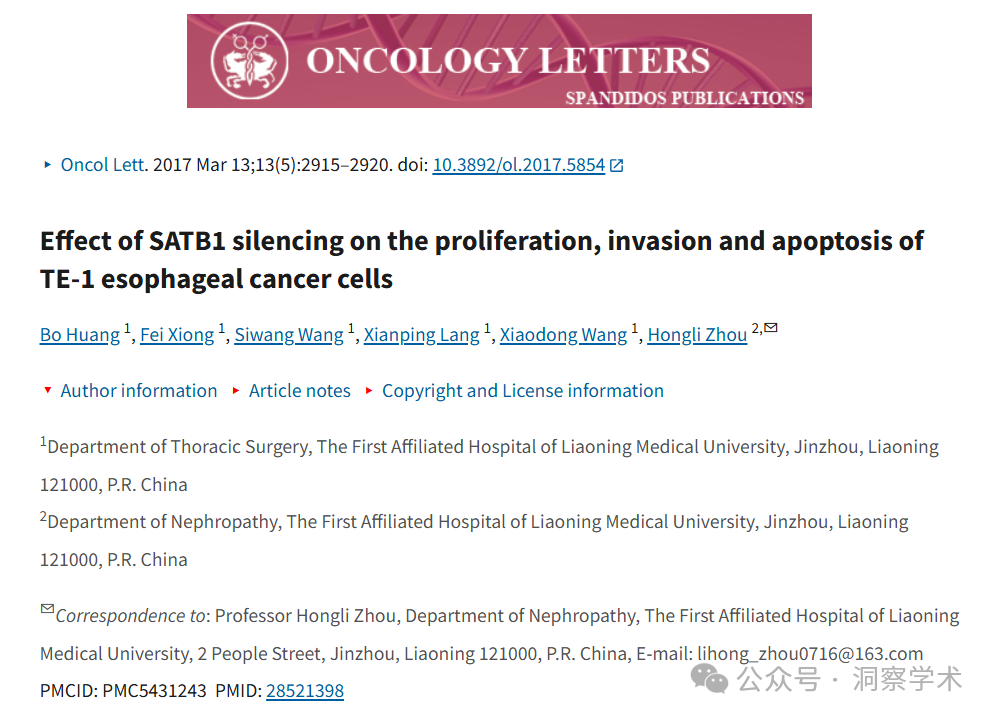 ONCOLOGY LETTERS
SPANDIDOS PUBLICATIONS
Oncol Lett. 2017 Mar 13;13(5):2915–2920. doi: 10.3892/ol.2017.5854
Effect of SATB1 silencing on the proliferation, invasion and apoptosis of
TE-1 esophageal cancer cells
Bo Huang 1, Fei Xiong 1, Siwang Wang 1, Xianping Lang 1, Xiaodong Wang 1, Hongli Zhou 2,✉
Author information Article notes Copyright and License information
1Department of Thoracic Surgery, The First Affiliated Hospital of Liaoning Medical University, Jinzhou, Liaoning
121000, P.R. China
2Department of Nephropathy, The First Affiliated Hospital of Liaoning Medical University, Jinzhou, Liaoning
121000, P.R. China
✉Correspondence to: Professor Hongli Zhou, Department of Nephropathy, The First Affiliated Hospital of Liaoning
Medical University, 2 People Street, Jinzhou, Liaoning 121000, P.R. China, E-mail: lihong_zhou0716@163.com
PMCID: PMC5431243 PMID: 28521398
公众号 · 洞察学术